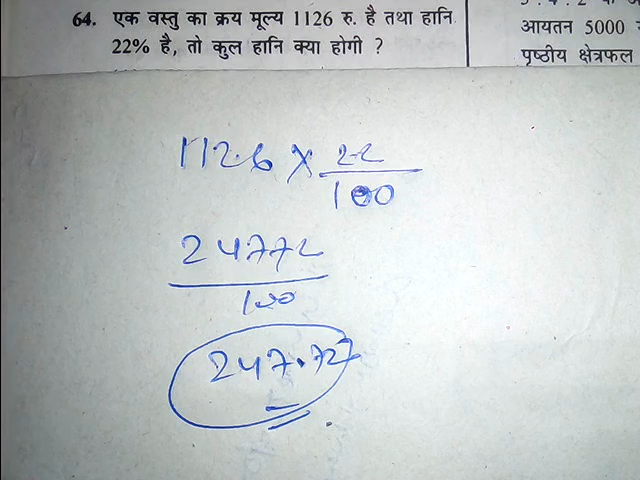 64. एक वस्तु का क्रय मूल्य 1126 रु. है तथा हानि
22% है, तो कुल हानि क्या होगी ?
आयतन 5000
पृष्ठीय क्षेत्रफल
1126 × 22
100
24772
100
247.72